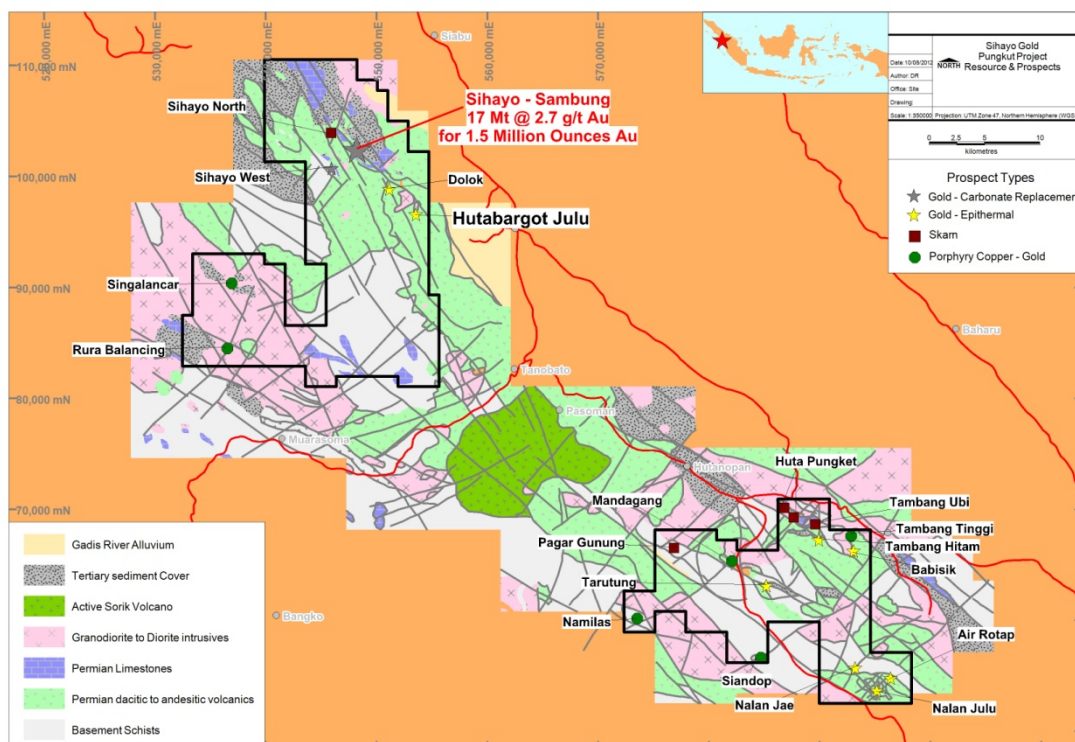 520,000 mE
530,000 mE
550,000 mE
560,000 mE
570,000 mE
110,000 mN
100,000 mN
90,000 mN
80,000 mN
70,000 mN
Siabu
Sihayo North
Sihayo - Sambung
17 Mt @ 2.7 g/t Au
for 1.5 Million Ounces Au
Sihayo West
Dolok
Hutabargot Julu
Singalancar
Rura Balancing
Tanobato
Baharu
Muarasoma
Pasoman
Hutanopan
Huta Pungket
Mandagang
Tambang Ubi
Pagar Gunung
Tambang Tinggi
Tambang Hitam
Babisik
Tarutung
Namilas
Bangko
Air Rotap
Siandop
Nalan Jae
Nalan Julu
Date: 10/08/2012
Author: DR
Office: Site
Drawing:
Scale: 1:350000
NORTH
Sihayo Gold
Pungkut Project
Resource & Prospects
Projection: UTM Zone 47, Northern Hemisphere (WGS
0 2.5 5 10
kilometres
Prospect Types
Gold - Carbonate Replacemen
Gold - Epithermal
Skarn
Porphyry Copper - Gold
Gadis River Alluvium
Tertiary sediment Cover
Active Sorik Volcano
Granodiorite to Diorite intrusives
Permian Limestones
Permian dacitic to andesitic volcanics
Basement Schists